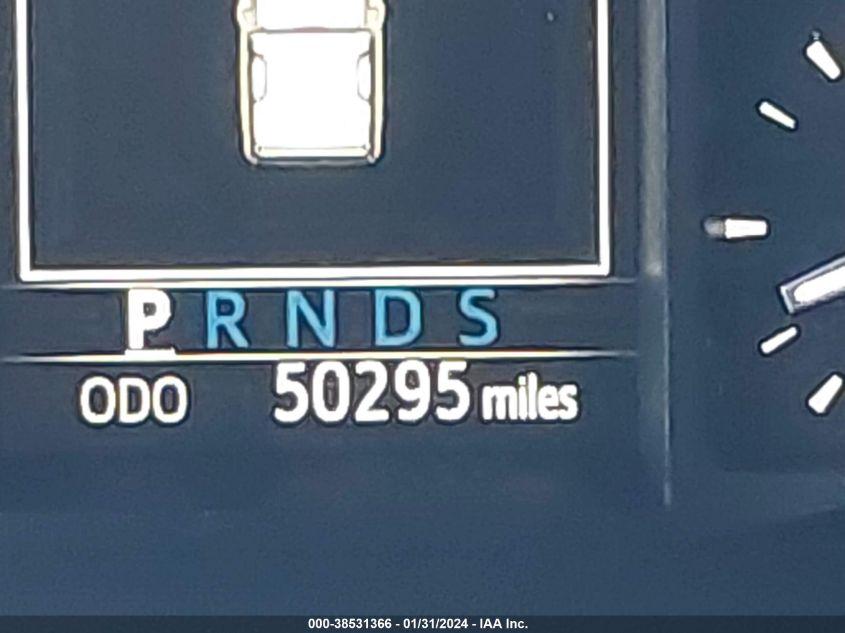 P R N D S
ODO 50295 miles
000-38531366 - 01/31/2024 - IAA Inc.